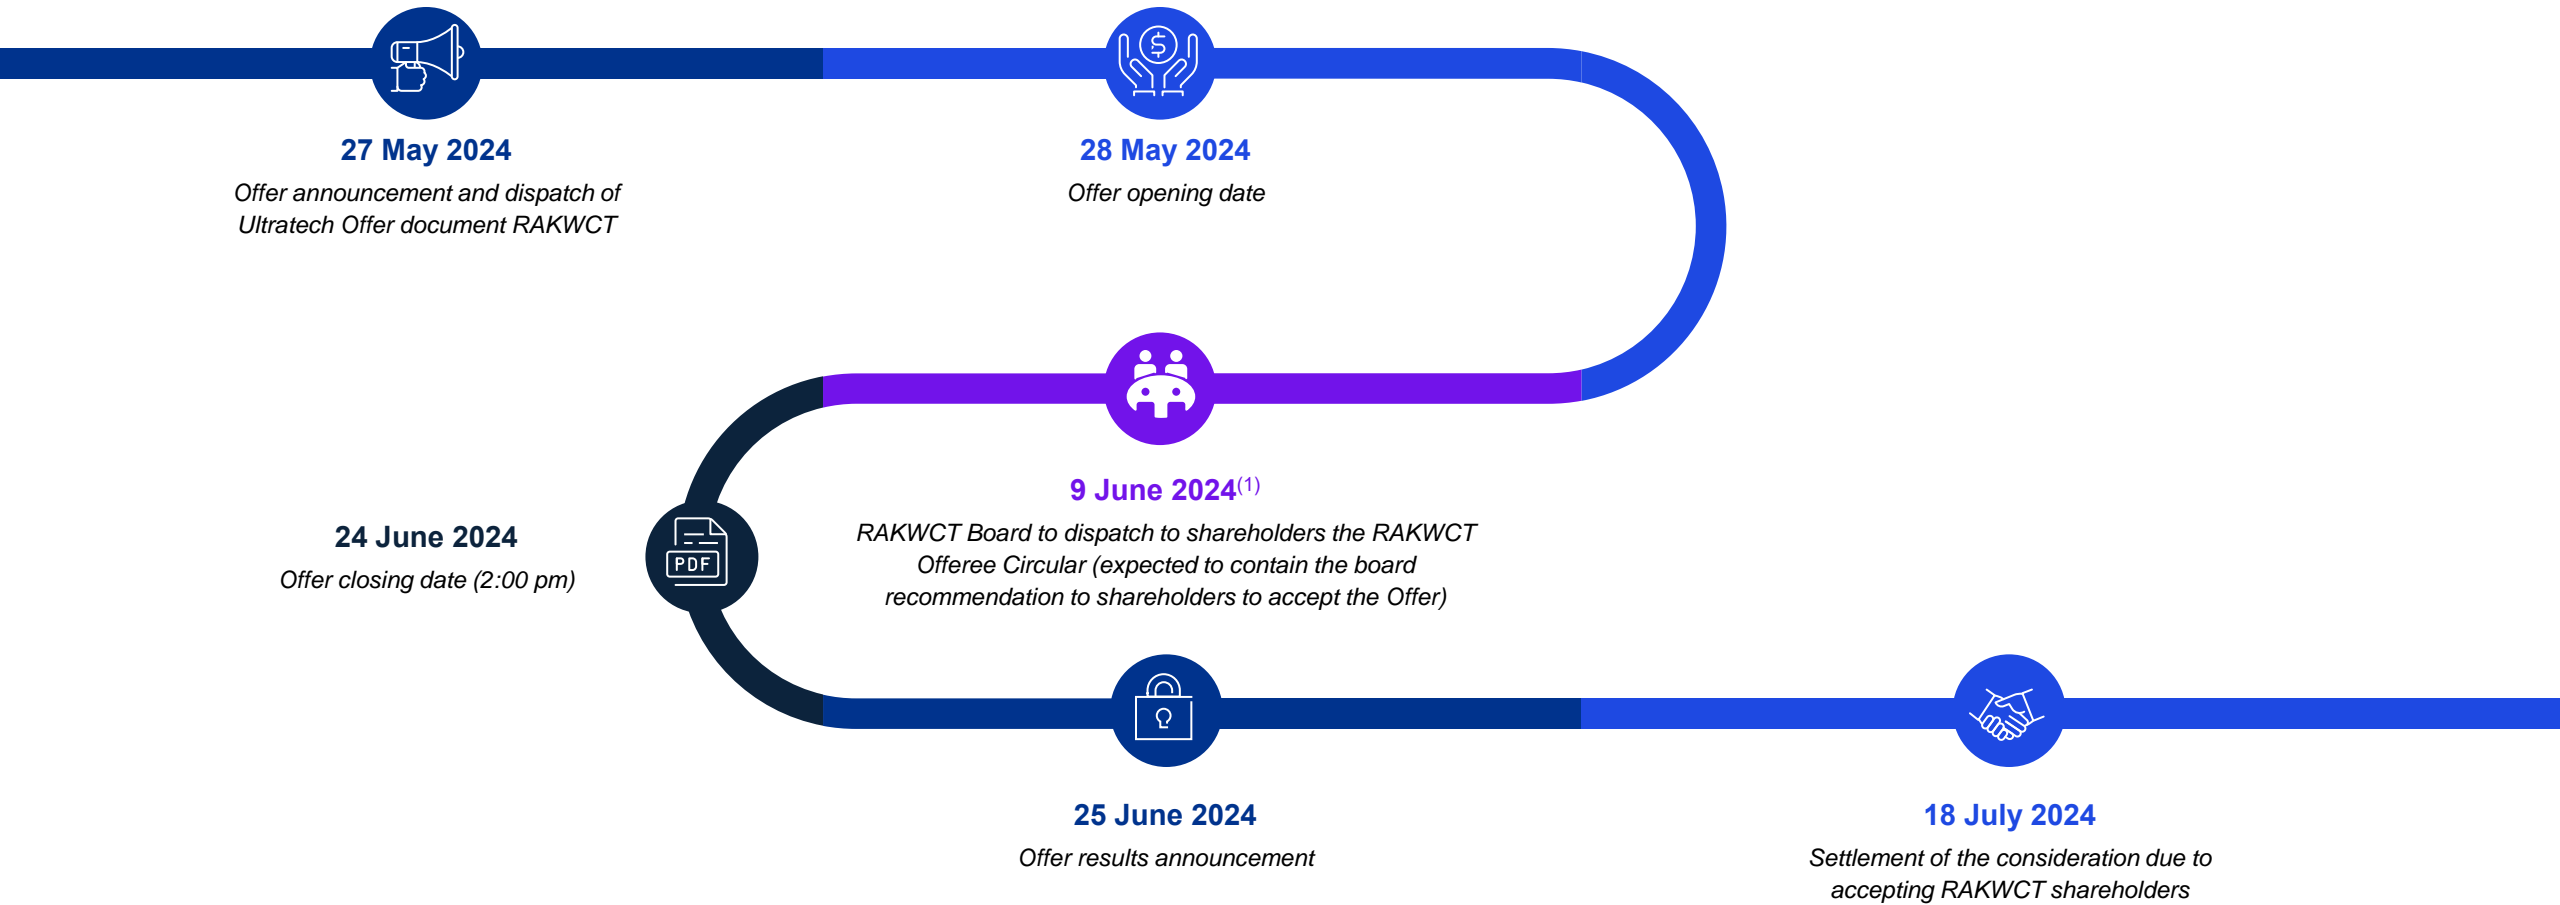 27 May 2024
Offer announcement and dispatch of
Ultratech Offer document RAKWCT
28 May 2024
Offer opening date
9 June 2024(1)
RAKWCT Board to dispatch to shareholders the RAKWCT
Offeree Circular (expected to contain the board
recommendation to shareholders to accept the Offer)
24 June 2024
Offer closing date (2:00 pm)
PDF
25 June 2024
Offer results announcement
18 July 2024
Settlement of the consideration due to
accepting RAKWCT shareholders